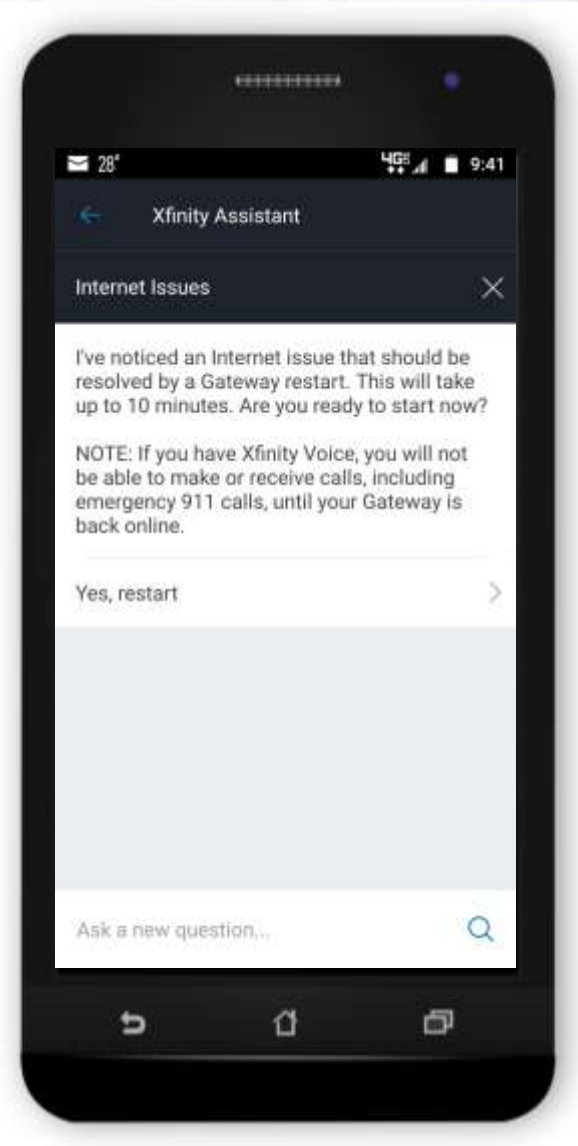 28°
4G
9:41
Xfinity Assistant
Internet Issues
I've noticed an Internet issue that should be
resolved by a Gateway restart. This will take
up to 10 minutes. Are you ready to start now?
NOTE: If you have Xfinity Voice, you will not
be able to make or receive calls, including
emergency 911 calls, until your Gateway is
back online.
Yes, restart
Ask a new question...